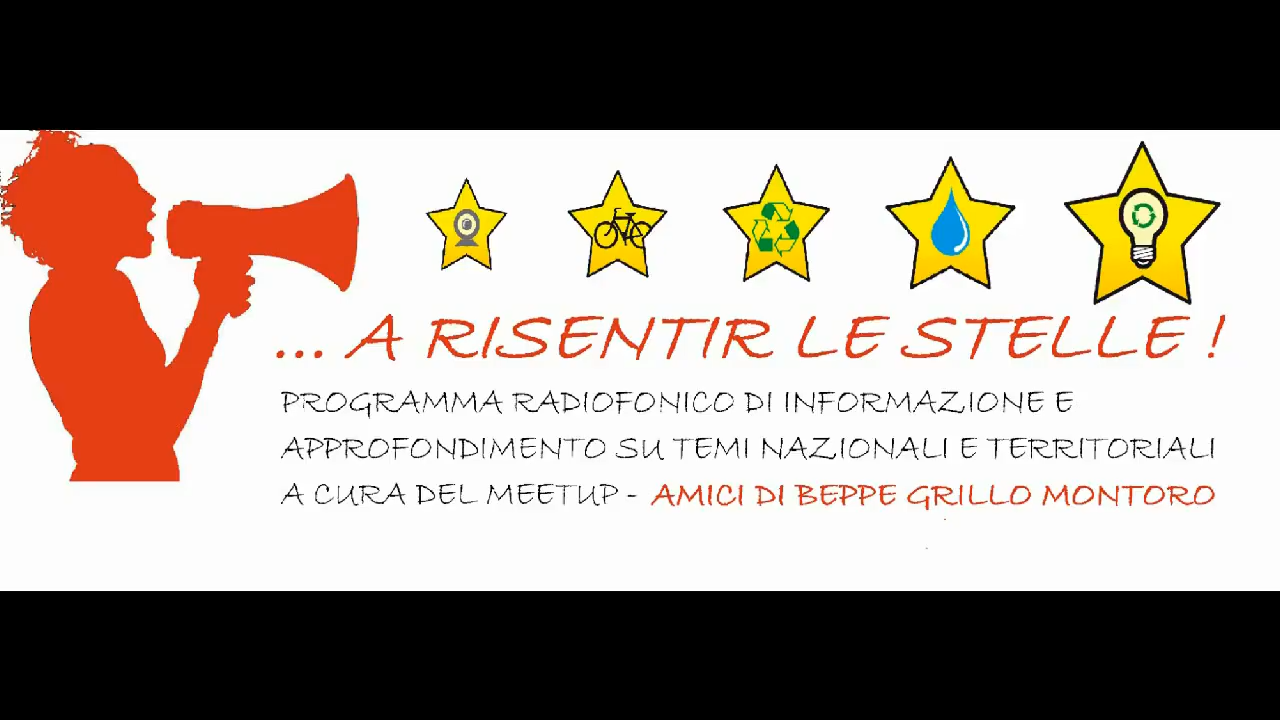 ... A RISENTIR LE STELLE !
PROGRAMMA RADIOFONICO DI INFORMAZIONE E
APPROFONDIMENTO SU TEMI NAZIONALI E TERRITORIALI
A CURA DEL MEETUP - AMICI DI BEPPE GRILLO MONTORO